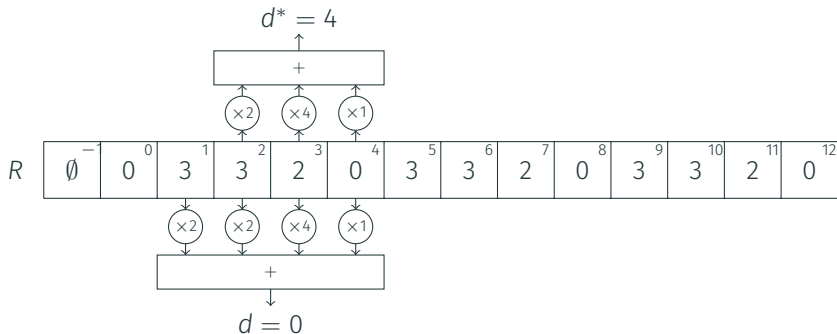 d* = 4
+
×2 ×4 ×1
-1 0 1 2 3 4 5 6 7 8 9 10 11 12
R ∅ 0 3 3 2 0 3 3 2 0 3 3 2 0
×2 ×2 ×4 ×1
+
d = 0